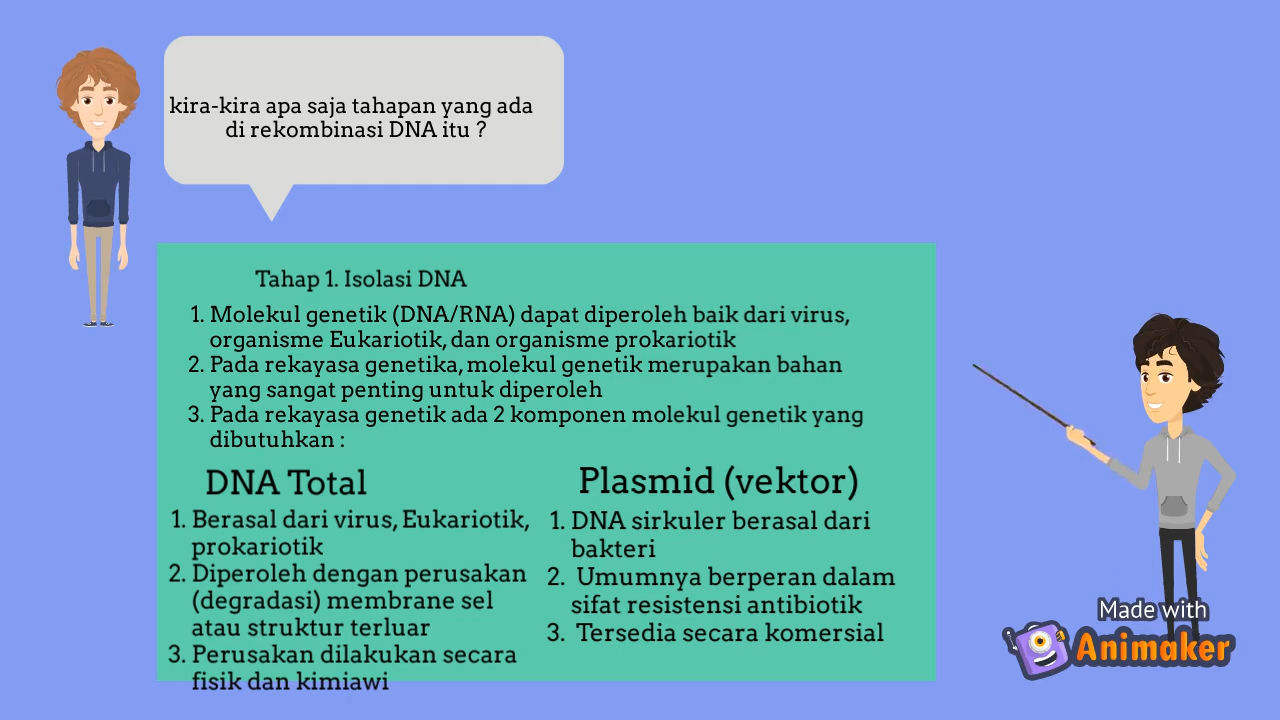 kira-kira apa saja tahapan yang ada
di rekombinasi DNA itu ?
Tahap 1. Isolasi DNA
1. Molekul genetik (DNA/RNA) dapat diperoleh baik dari virus,
organisme Eukariotik, dan organisme prokariotik
2. Pada rekayasa genetika, molekul genetik merupakan bahan
yang sangat penting untuk diperoleh
3. Pada rekayasa genetik ada 2 komponen molekul genetik yang
dibutuhkan :
DNA Total
1. Berasal dari virus, Eukariotik,
prokariotik
2. Diperoleh dengan perusakan
(degradasi) membrane sel
atau struktur terluar
3. Perusakan dilakukan secara
fisik dan kimiawi
Plasmid (vektor)
1. DNA sirkuler berasal dari
bakteri
2. Umumnya berperan dalam
sifat resistensi antibiotik
3. Tersedia secara komersial
Made with
Animaker